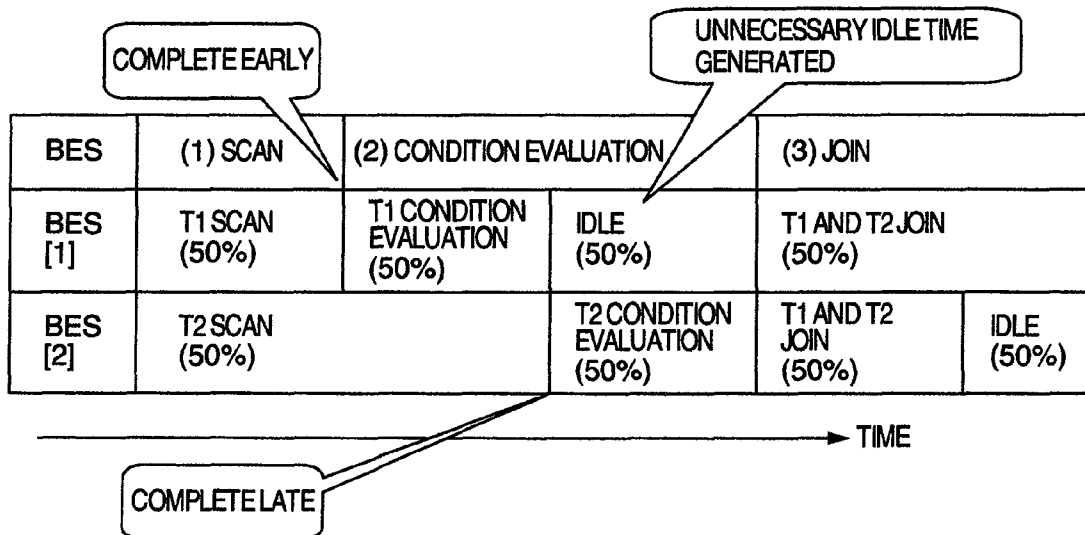 COMPLETE EARLY
UNNECESSARY IDLE TIME
GENERATED
BES
(1) SCAN
(2) CONDITION EVALUATION
(3) JOIN
BES
[1]
T1 SCAN
(50%)
T1 CONDITION
EVALUATION
(50%)
IDLE
(50%)
T1 AND T2 JOIN
(50%)
BES
[2]
T2 SCAN
(50%)
T2 CONDITION
EVALUATION
(50%)
T1 AND T2
JOIN
(50%)
IDLE
(50%)
TIME
COMPLETE LATE